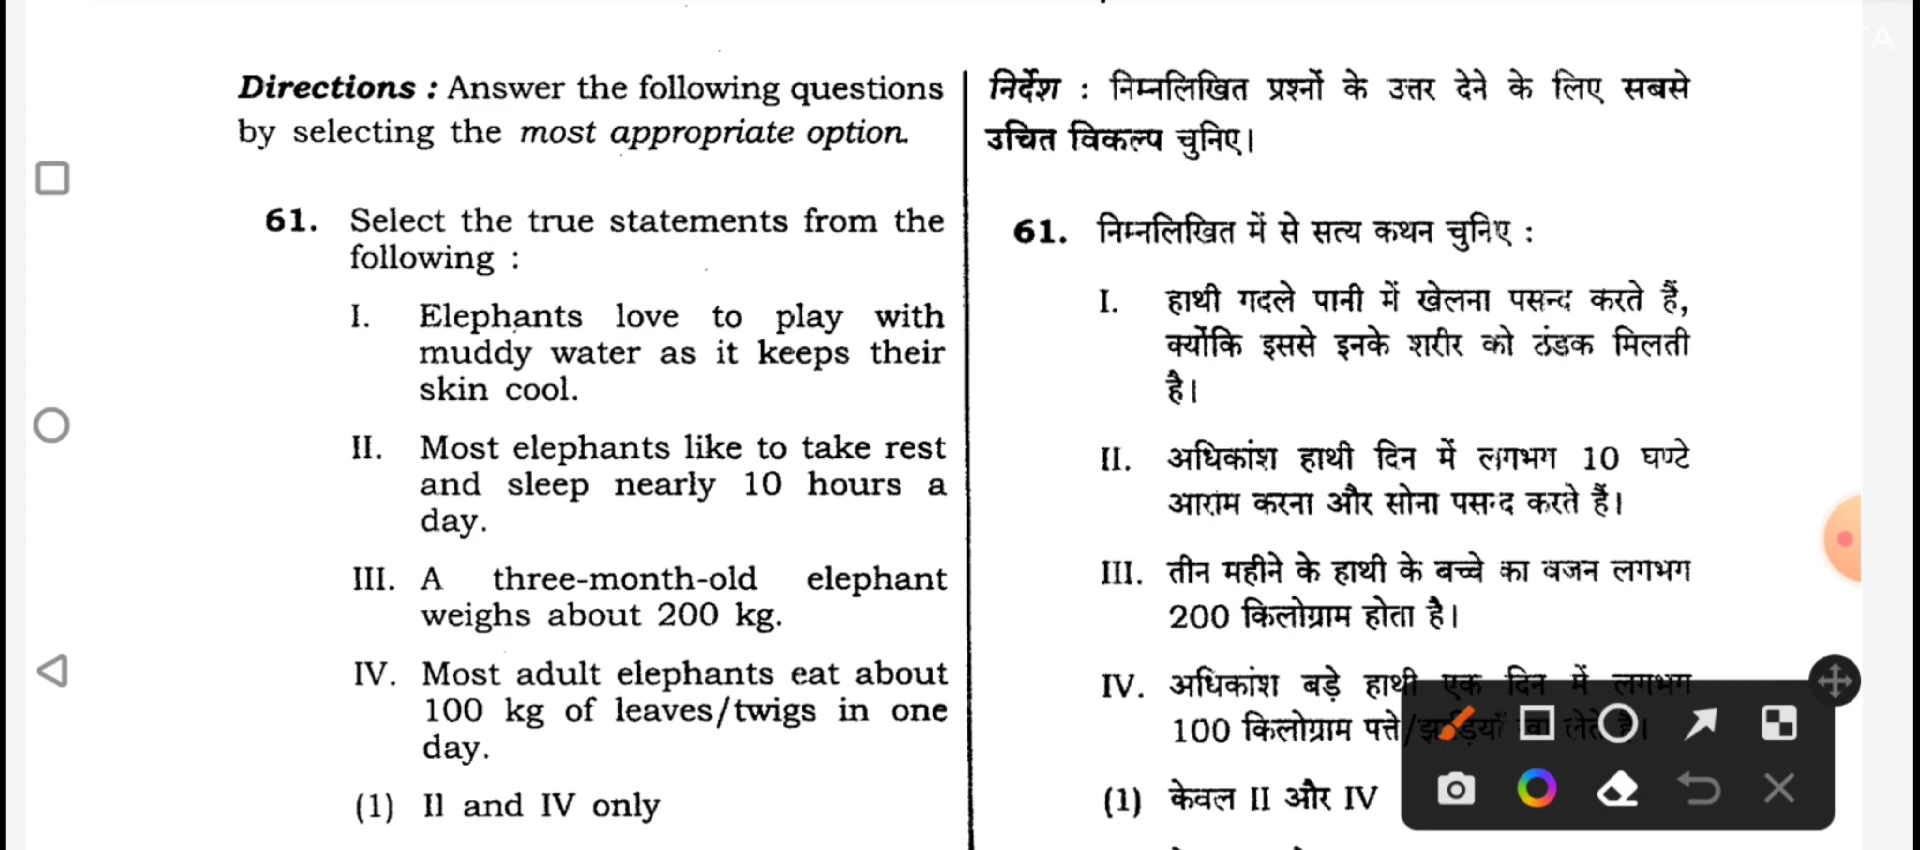 Directions : Answer the following questions
by selecting the most appropriate option.
61. Select the true statements from the
following :
I. Elephants love to play with
muddy water as it keeps their
skin cool.
II. Most elephants like to take rest
and sleep nearly 10 hours a
day.
III. A three-month-old elephant
weighs about 200 kg.
IV. Most adult elephants eat about
100 kg of leaves/twigs in one
day.
(1) II and IV only
निर्देश : निम्नलिखित प्रश्नों के उत्तर देने के लिए सबसे
उचित विकल्प चुनिए।
61. निम्नलिखित में से सत्य कथन चुनिए :
I. हाथी गदले पानी में खेलना पसन्द करते हैं,
क्योंकि इससे इनके शरीर को ठंडक मिलती
है।
II. अधिकांश हाथी दिन में लगभग 10 घण्टे
आराम करना और सोना पसन्द करते हैं।
III. तीन महीने के हाथी के बच्चे का वजन लगभग
200 किलोग्राम होता है।
IV. अधिकांश बड़े हाथी एक दिन में लगभग
100 किलोग्राम पत्ते/झाड़ियाँ खा लेते हैं।
(1) केवल II और IV